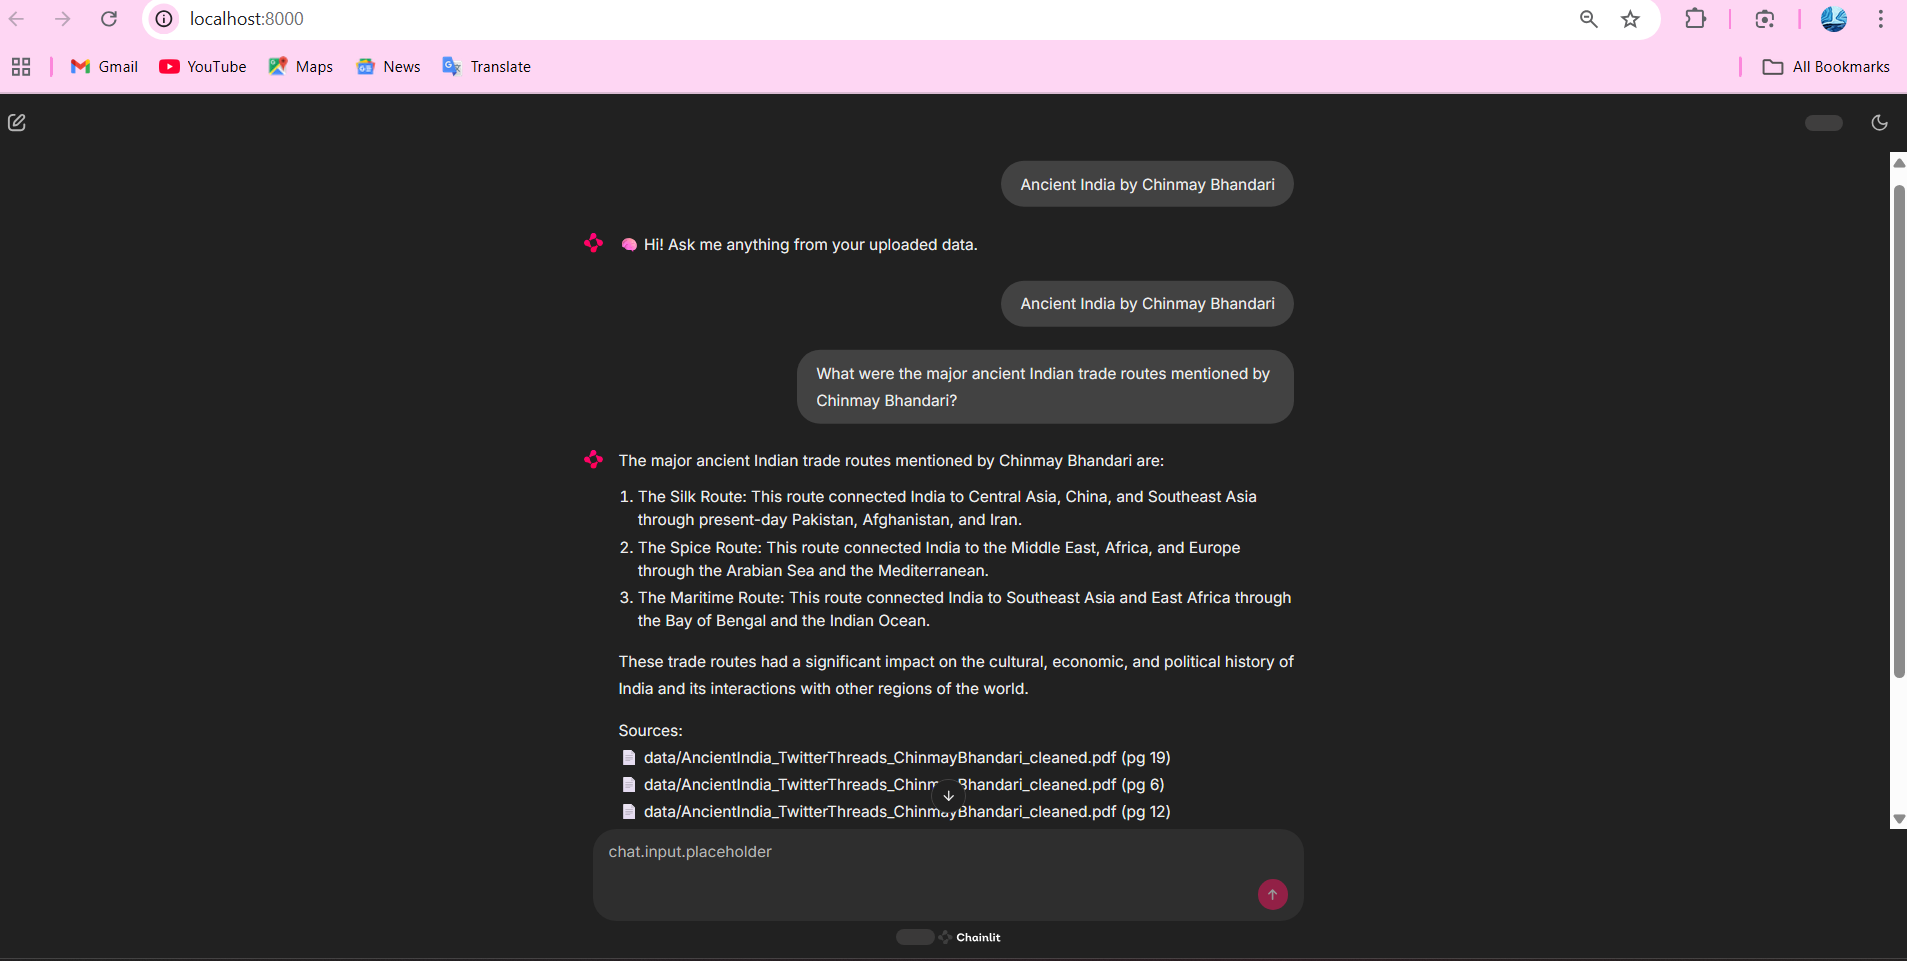 localhost:8000
Gmail YouTube Maps News Translate All Bookmarks
Ancient India by Chinmay Bhandari
🧠 Hi! Ask me anything from your uploaded data.
Ancient India by Chinmay Bhandari
What were the major ancient Indian trade routes mentioned by
Chinmay Bhandari?
The major ancient Indian trade routes mentioned by Chinmay Bhandari are:
1. The Silk Route: This route connected India to Central Asia, China, and Southeast Asia
through present-day Pakistan, Afghanistan, and Iran.
2. The Spice Route: This route connected India to the Middle East, Africa, and Europe
through the Arabian Sea and the Mediterranean.
3. The Maritime Route: This route connected India to Southeast Asia and East Africa through
the Bay of Bengal and the Indian Ocean.
These trade routes had a significant impact on the cultural, economic, and political history of
India and its interactions with other regions of the world.
Sources:
📄 data/AncientIndia_TwitterThreads_ChinmayBhandari_cleaned.pdf (pg 19)
📄 data/AncientIndia_TwitterThreads_ChinmayBhandari_cleaned.pdf (pg 6)
📄 data/AncientIndia_TwitterThreads_ChinmayBhandari_cleaned.pdf (pg 12)
chat.input.placeholder
Chainlit